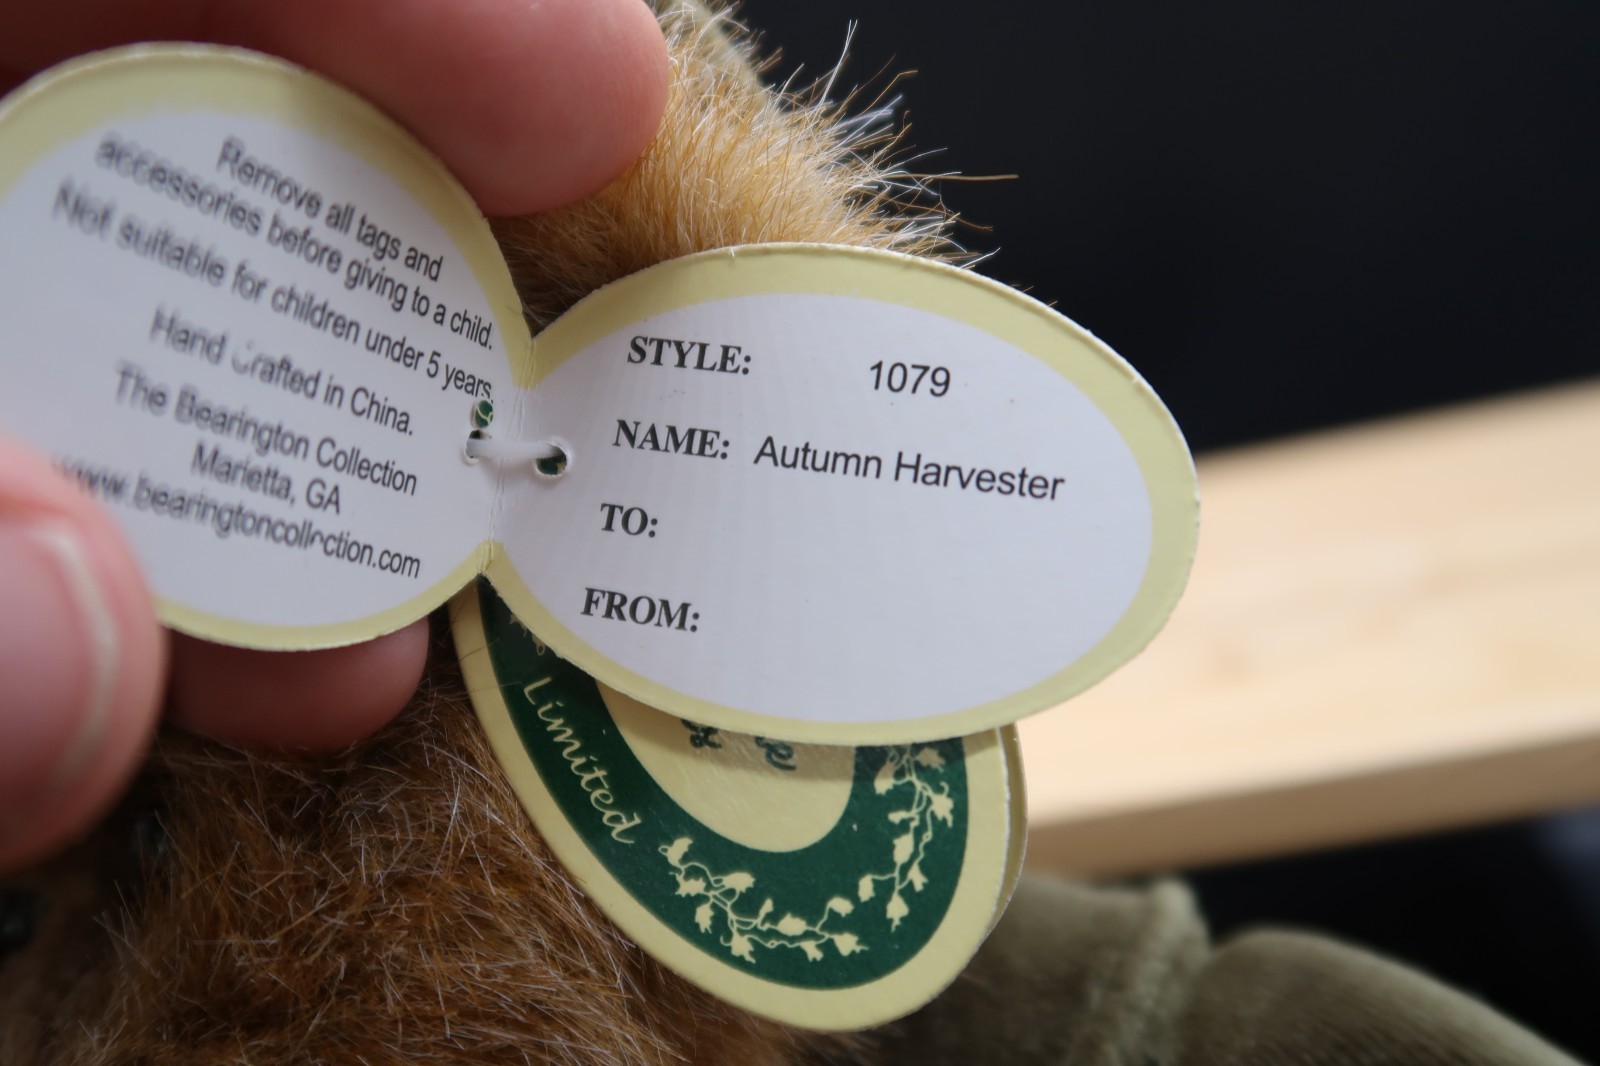 Remove all tags and
accessories before giving to a child.
Not suitable for children under 5 years.
Hand Crafted in China.
The Bearington Collection
Marietta, GA
www.bearingtoncollection.com
STYLE: 1079
NAME: Autumn Harvester
TO:
FROM:
Limited